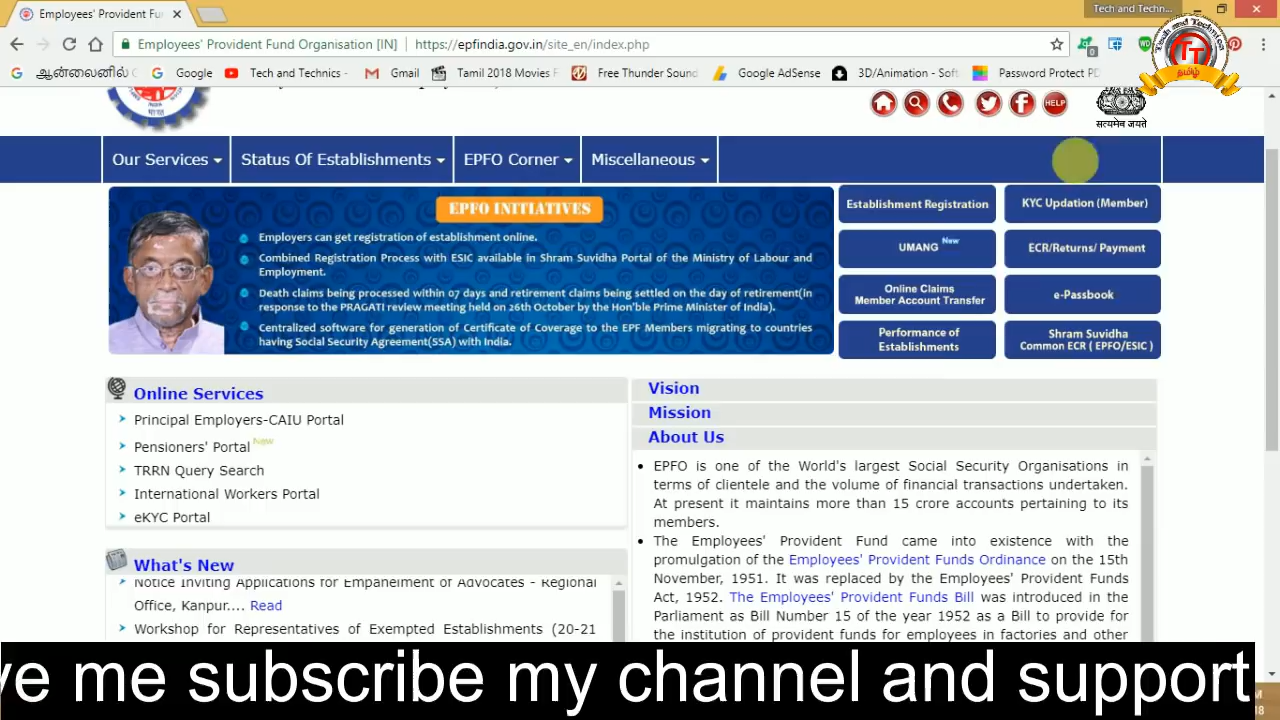 Employees' Provident Fu
Tech and Techn...
Employees' Provident Fund Organisation [IN]
https://epfindia.gov.in/site_en/index.php
0
ஆன்லைனில்
Google
Tech and Technics -
Gmail
Tamil 2018 Movies F
Free Thunder Sound
Google AdSense
3D/Animation - Soft
Password Protect PD
Tech and Technics
TT
தமிழ்
HELP
सत्यमेव जयते
Our Services
Status Of Establishments
EPFO Corner
Miscellaneous
EPFO INITIATIVES
Employers can get registration of establishment online.
Combined Registration Process with ESIC available in Shram Suvidha Portal of the Ministry of Labour and
Employment.
Death claims being processed within 07 days and retirement claims being settled on the day of retirement(in
response to the PRAGATI review meeting held on 26th October by the Hon'ble Prime Minister of India).
Centralized software for generation of Certificate of Coverage to the EPF Members migrating to countries
having Social Security Agreement(SSA) with India.
Establishment Registration
KYC Updation (Member)
UMANG New
ECR/Returns/ Payment
Online Claims
Member Account Transfer
e-Passbook
Performance of
Establishments
Shram Suvidha
Common ECR ( EPFO/ESIC )
Online Services
Principal Employers-CAIU Portal
Pensioners' Portal New
TRRN Query Search
International Workers Portal
eKYC Portal
What's New
Notice Inviting Applications for Empanelment of Advocates - Regional
Office, Kanpur.... Read
Workshop for Representatives of Exempted Establishments (20-21
Vision
Mission
About Us
EPFO is one of the World's largest Social Security Organisations in
terms of clientele and the volume of financial transactions undertaken.
At present it maintains more than 15 crore accounts pertaining to its
members.
The Employees' Provident Fund came into existence with the
promulgation of the Employees' Provident Funds Ordinance on the 15th
November, 1951. It was replaced by the Employees' Provident Funds
Act, 1952. The Employees' Provident Funds Bill was introduced in the
Parliament as Bill Number 15 of the year 1952 as a Bill to provide for
the institution of provident funds for employees in factories and other
ve me subscribe my channel and support